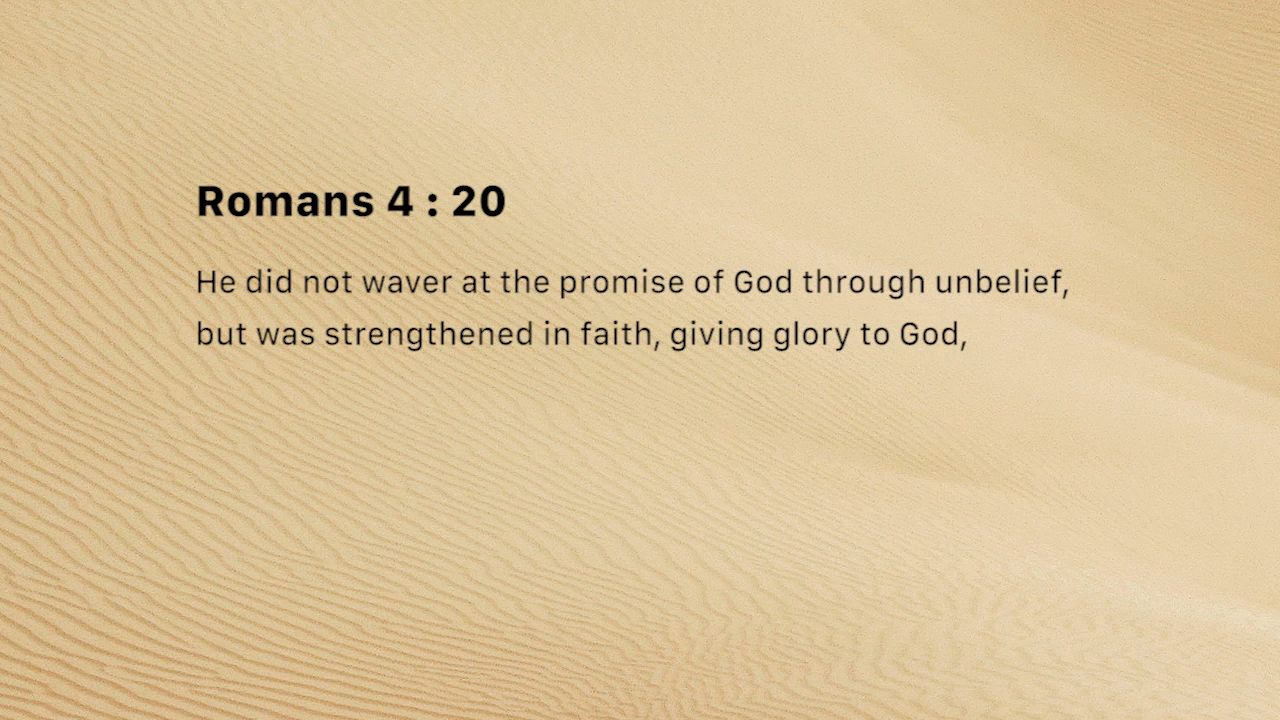 Romans 4 : 20
He did not waver at the promise of God through unbelief,
but was strengthened in faith, giving glory to God,